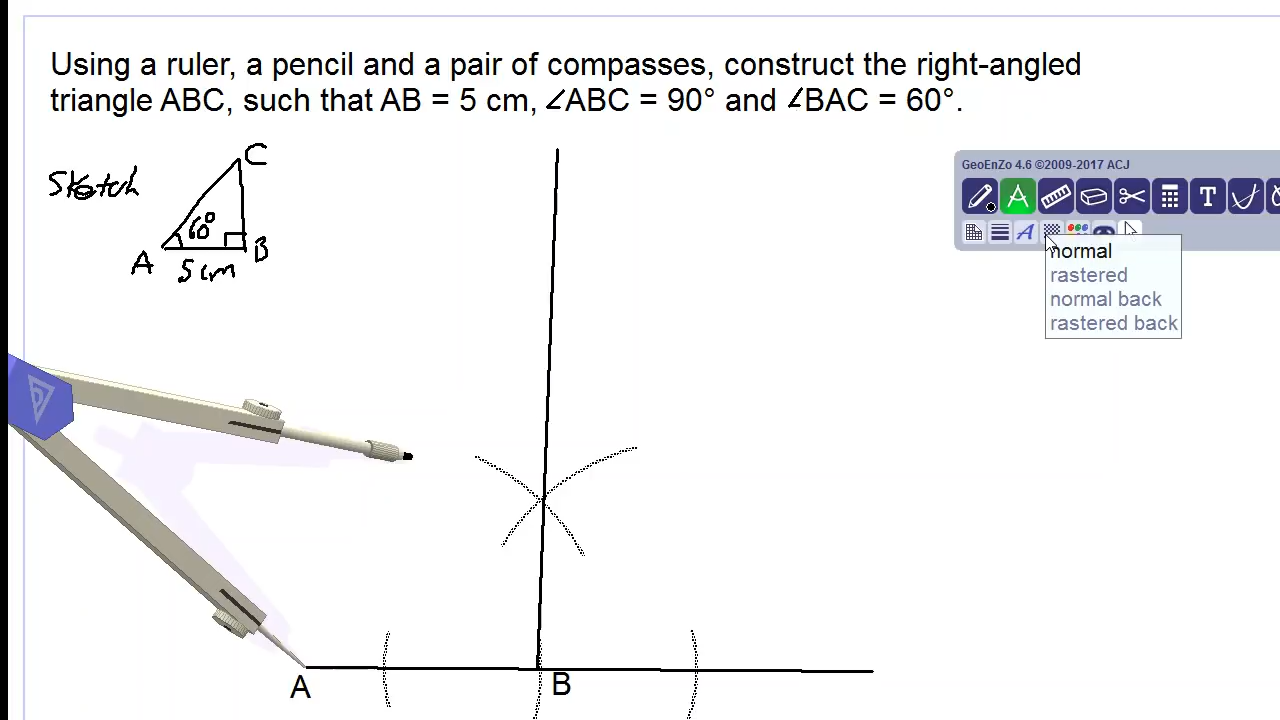 Using a ruler, a pencil and a pair of compasses, construct the right-angled
triangle ABC, such that AB = 5 cm, ∠ABC = 90° and ∠BAC = 60°.
Sketch
C
60°
A
B
5cm
GeoEnZo 4.6 ©2009-2017 ACJ
T
A
normal
rastered
normal back
rastered back
A
B